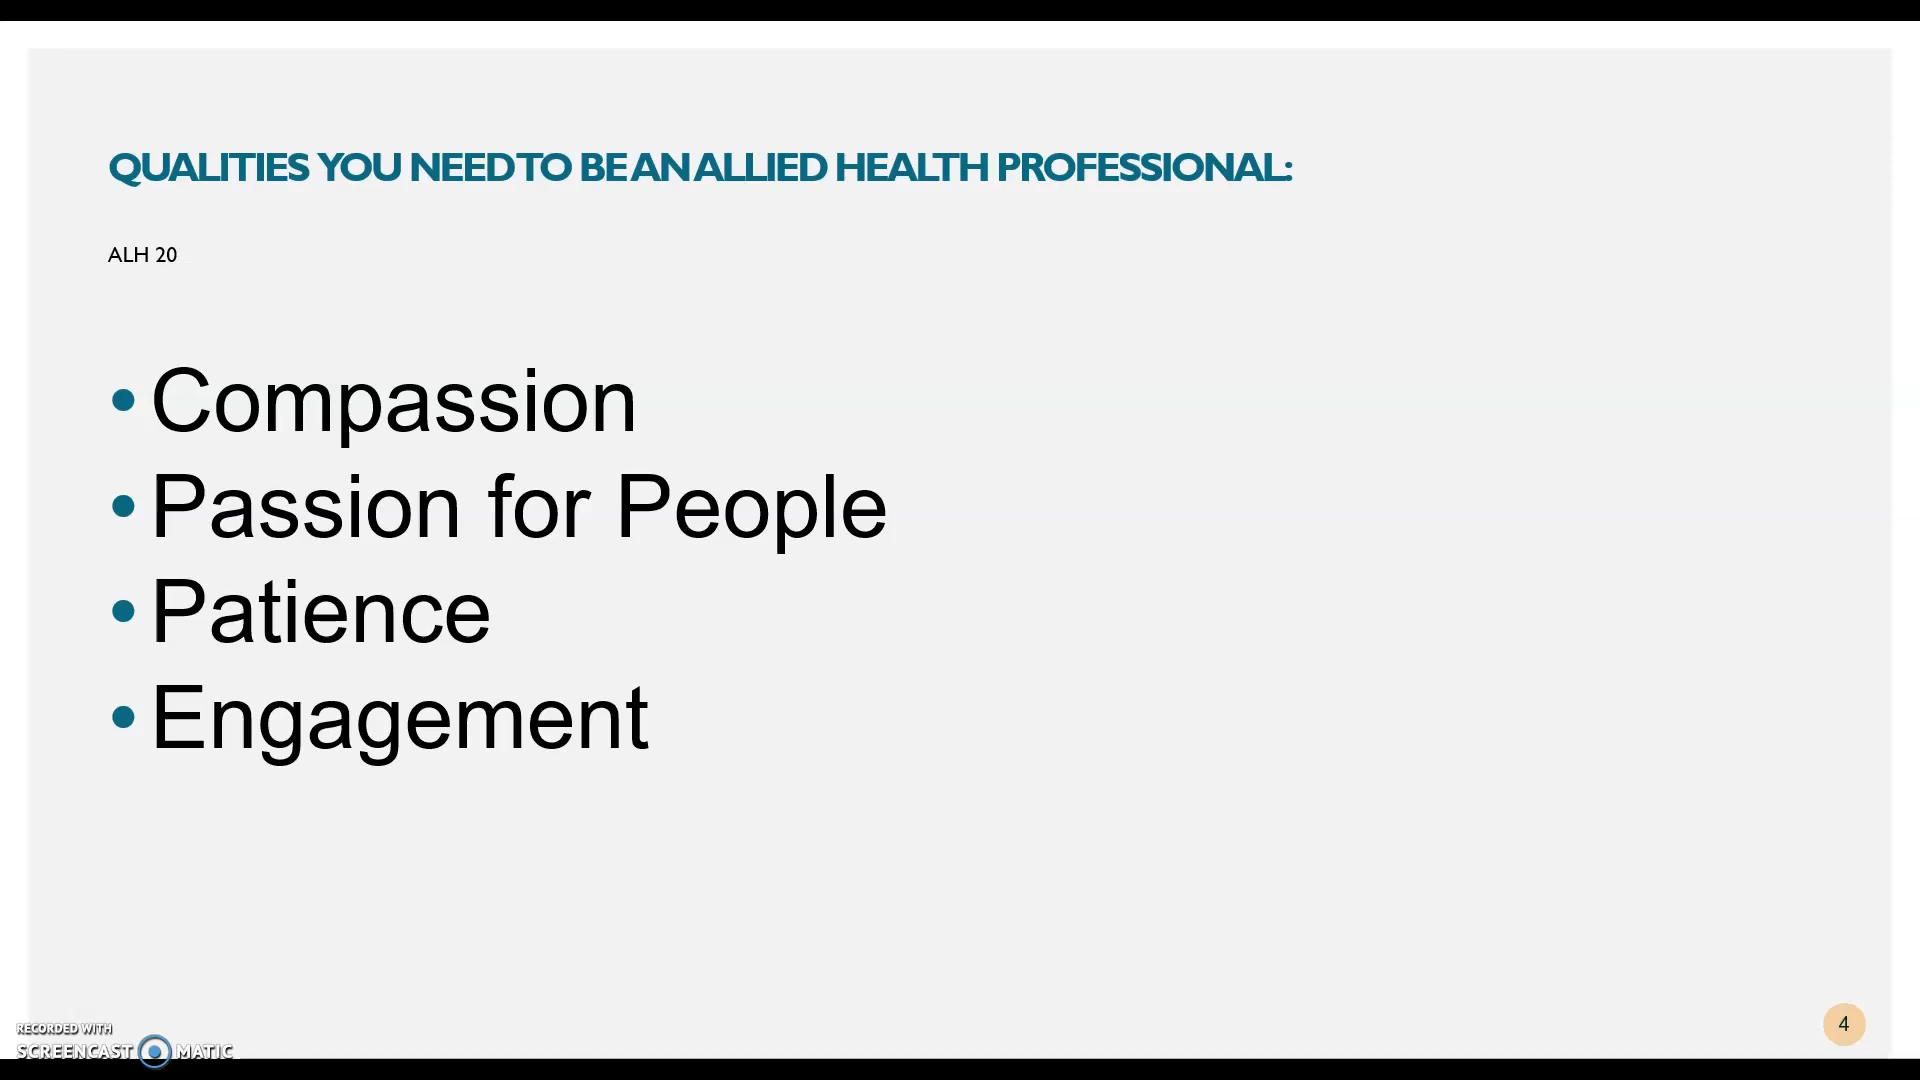 QUALITIES YOU NEED TO BE AN ALLIED HEALTH PROFESSIONAL:
ALH 20
• Compassion
• Passion for People
• Patience
• Engagement
4
RECORDED WITH
SCREENCAST MATIC